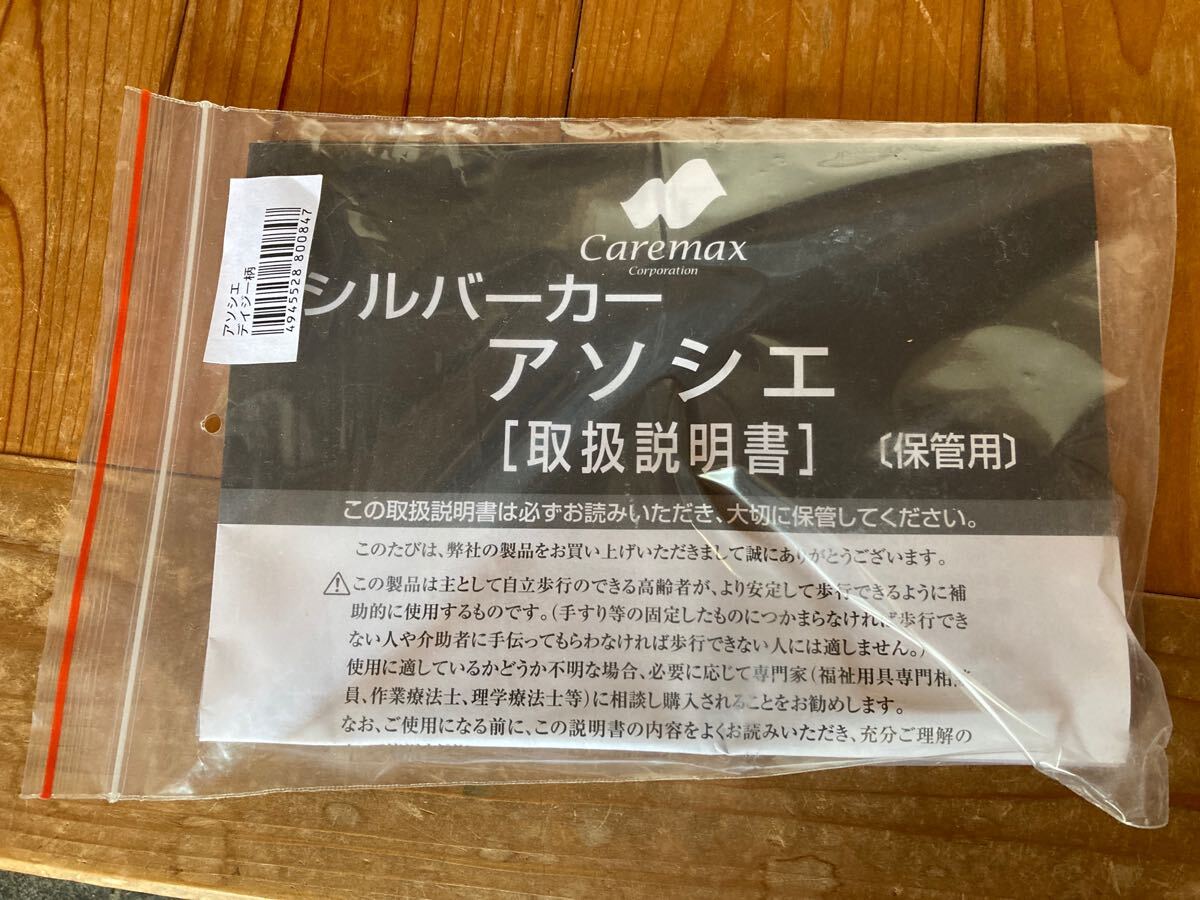 Caremax
Corporation
シルバーカー
アソシエ
[取扱説明書] 〔保管用〕
この取扱説明書は必ずお読みいただき、大切に保管してください。
このたびは、弊社の製品をお買い上げいただきまして誠にありがとうございます。
この製品は主として自立歩行のできる高齢者が、より安定して歩行できるように補
助的に使用するものです。(手すり等の固定したものにつかまらなければ歩行でき
ない人や介助者に手伝ってもらわなければ歩行できない人には適しません。)
使用に適しているかどうか不明な場合、必要に応じて専門家(福祉用具専門相
員、作業療法士、理学療法士等)に相談し購入されることをお勧めします。
なお、ご使用になる前に、この説明書の内容をよくお読みいただき、充分ご理解の
アソシエ
デイジー柄
4945528 800847